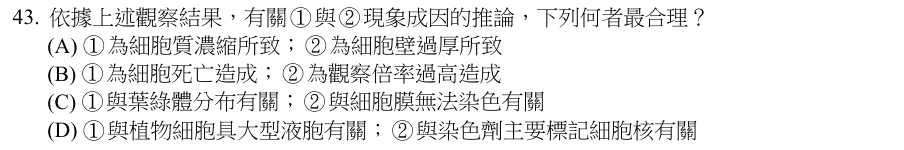 43. 依據上述觀察結果，有關①與②現象成因的推論，下列何者最合理？
(A) ①為細胞質濃縮所致；②為細胞壁過厚所致
(B) ①為細胞死亡造成；②為觀察倍率過高造成
(C) ①與葉綠體分布有關；②與細胞膜無法染色有關
(D) ①與植物細胞具大型液胞有關；②與染色劑主要標記細胞核有關